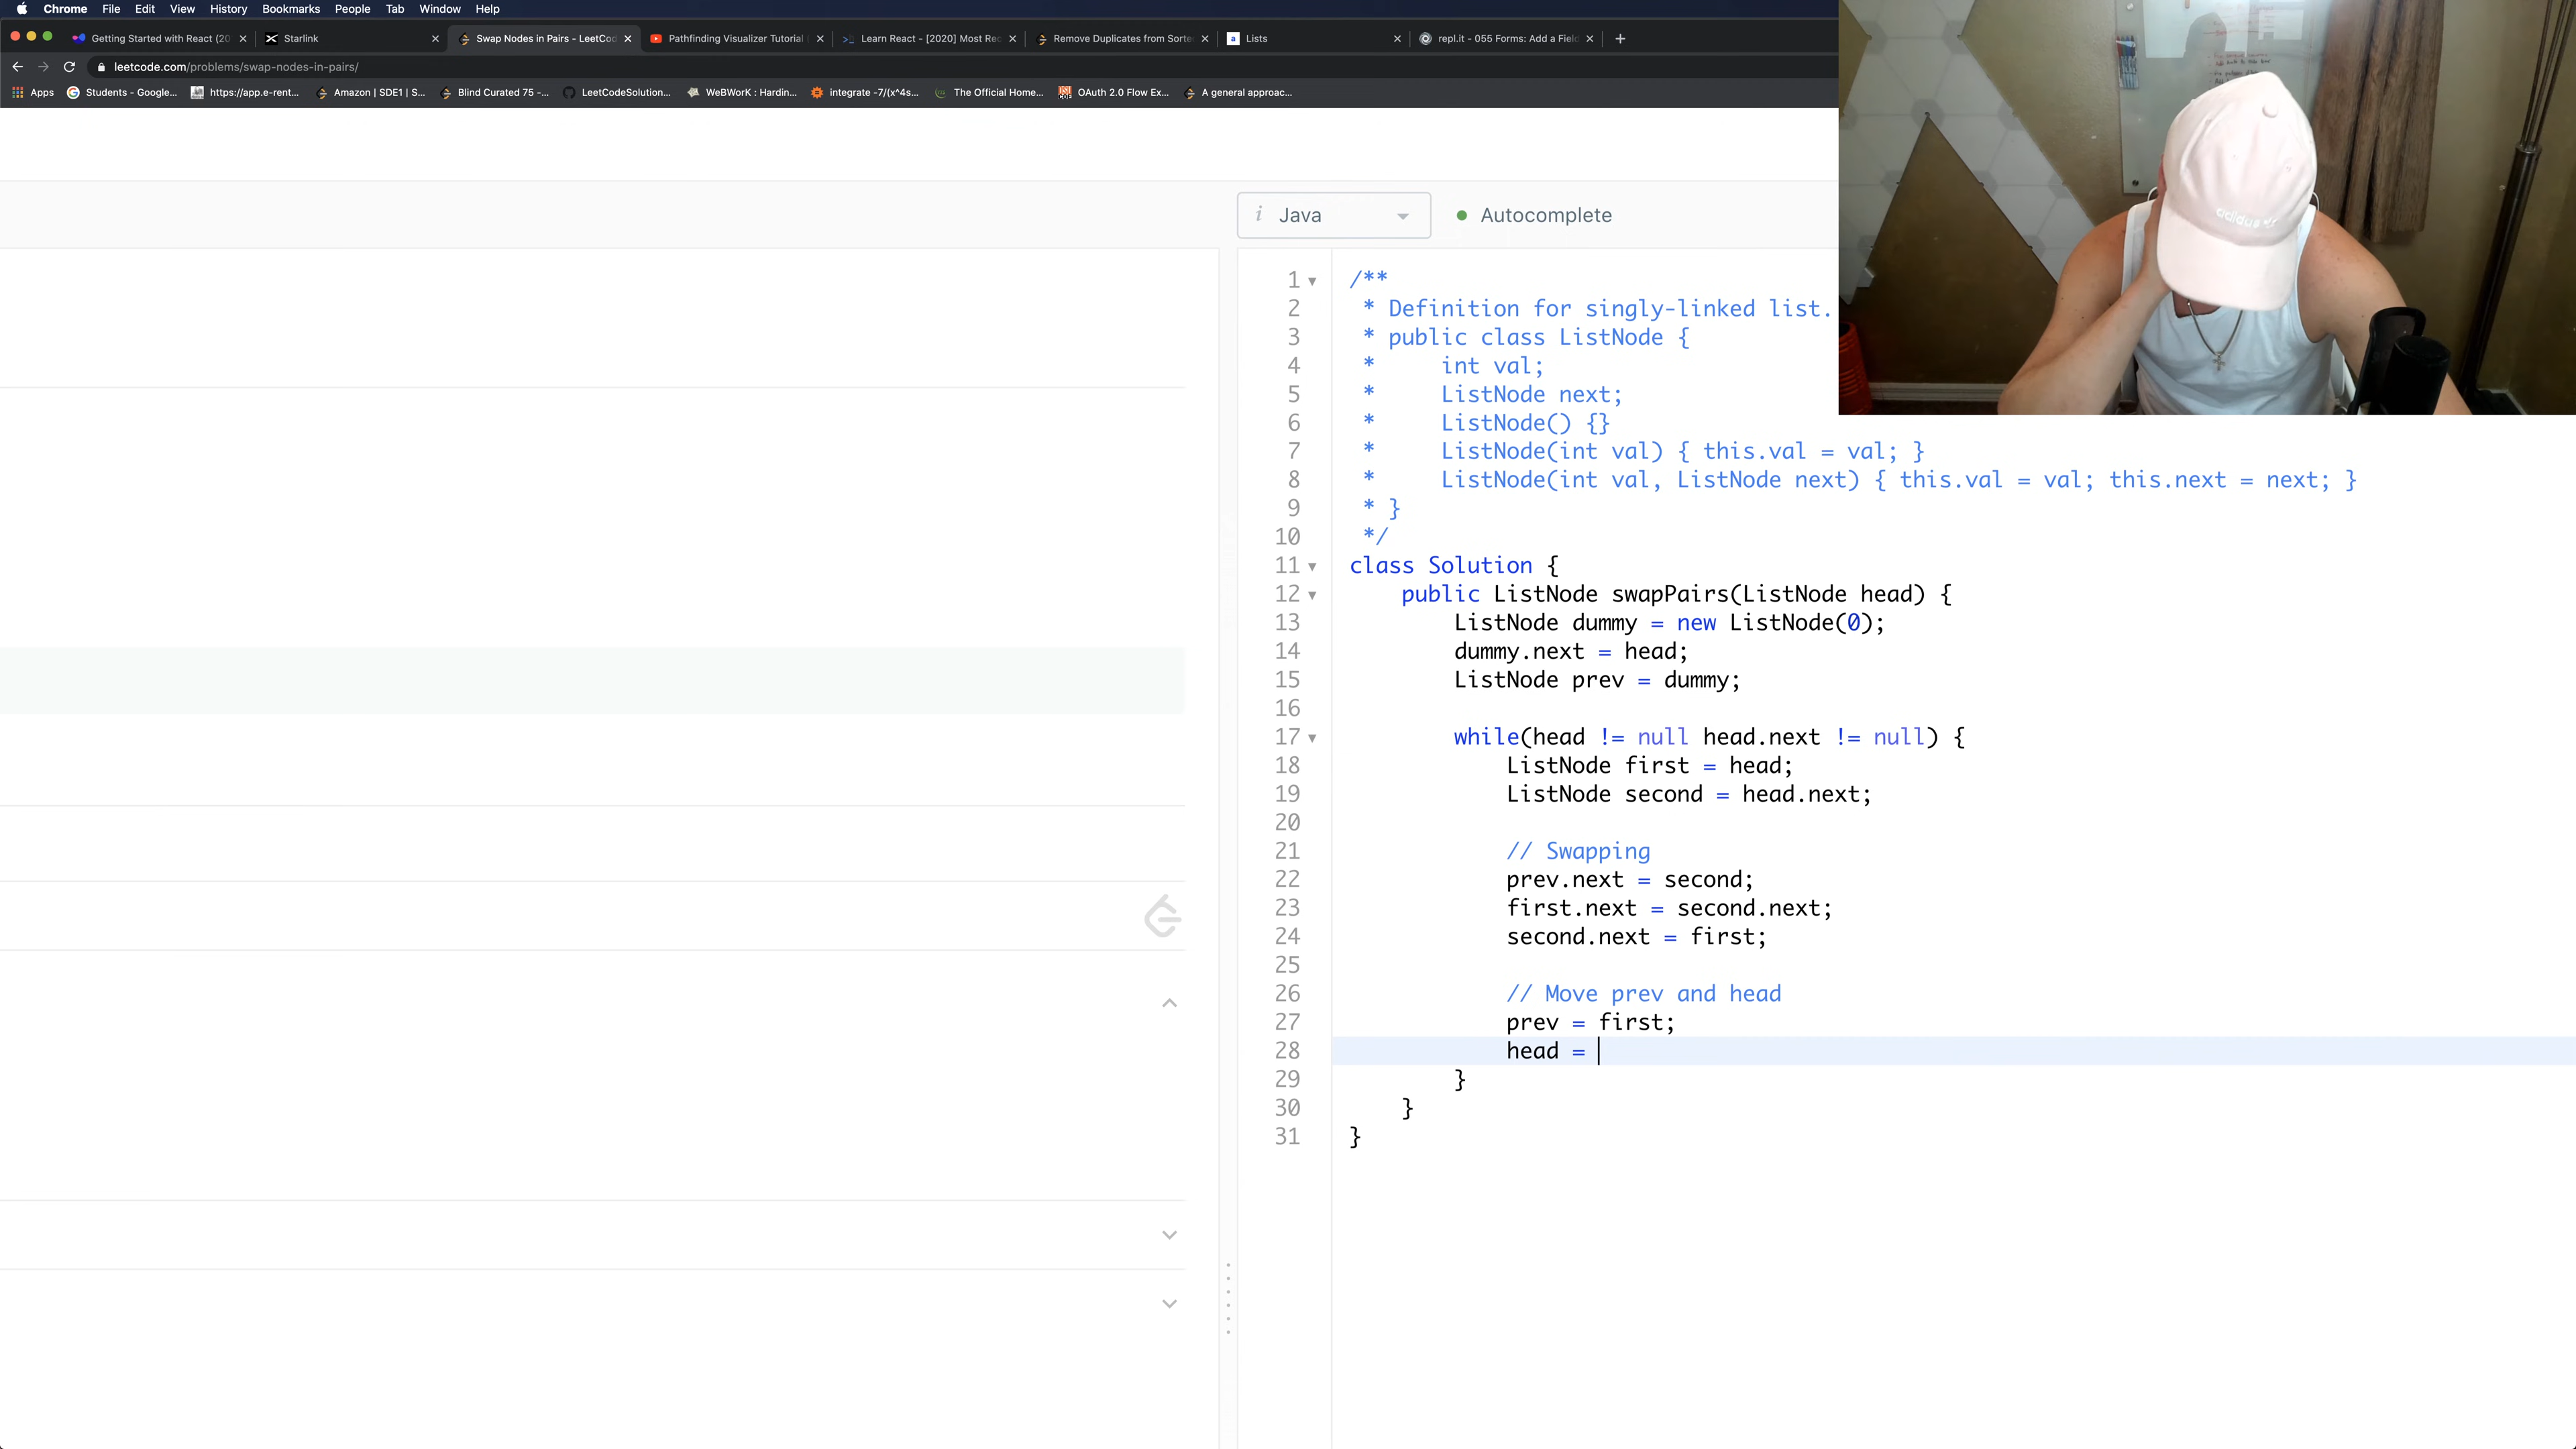 Chrome File Edit View History Bookmarks People Tab Window Help
Getting Started with React (20 Starlink Swap Nodes in Pairs - LeetCod Pathfinding Visualizer Tutorial Learn React - [2020] Most Rec Remove Duplicates from Sorte Lists repl.it - 055 Forms: Add a Field
leetcode.com/problems/swap-nodes-in-pairs/
Apps Students - Google... https://app.e-rent... Amazon | SDE1 | S... Blind Curated 75 -... LeetCodeSolution... WeBWorK : Hardin... integrate -7/(x^4s... The Official Home... OAuth 2.0 Flow Ex... A general approac...
i Java Autocomplete
adidas
1 /**
2 * Definition for singly-linked list.
3 * public class ListNode {
4 * int val;
5 * ListNode next;
6 * ListNode() {}
7 * ListNode(int val) { this.val = val; }
8 * ListNode(int val, ListNode next) { this.val = val; this.next = next; }
9 * }
10 */
11 class Solution {
12 public ListNode swapPairs(ListNode head) {
13 ListNode dummy = new ListNode(0);
14 dummy.next = head;
15 ListNode prev = dummy;
16
17 while(head != null head.next != null) {
18 ListNode first = head;
19 ListNode second = head.next;
20
21 // Swapping
22 prev.next = second;
23 first.next = second.next;
24 second.next = first;
25
26 // Move prev and head
27 prev = first;
28 head =
29 }
30 }
31 }